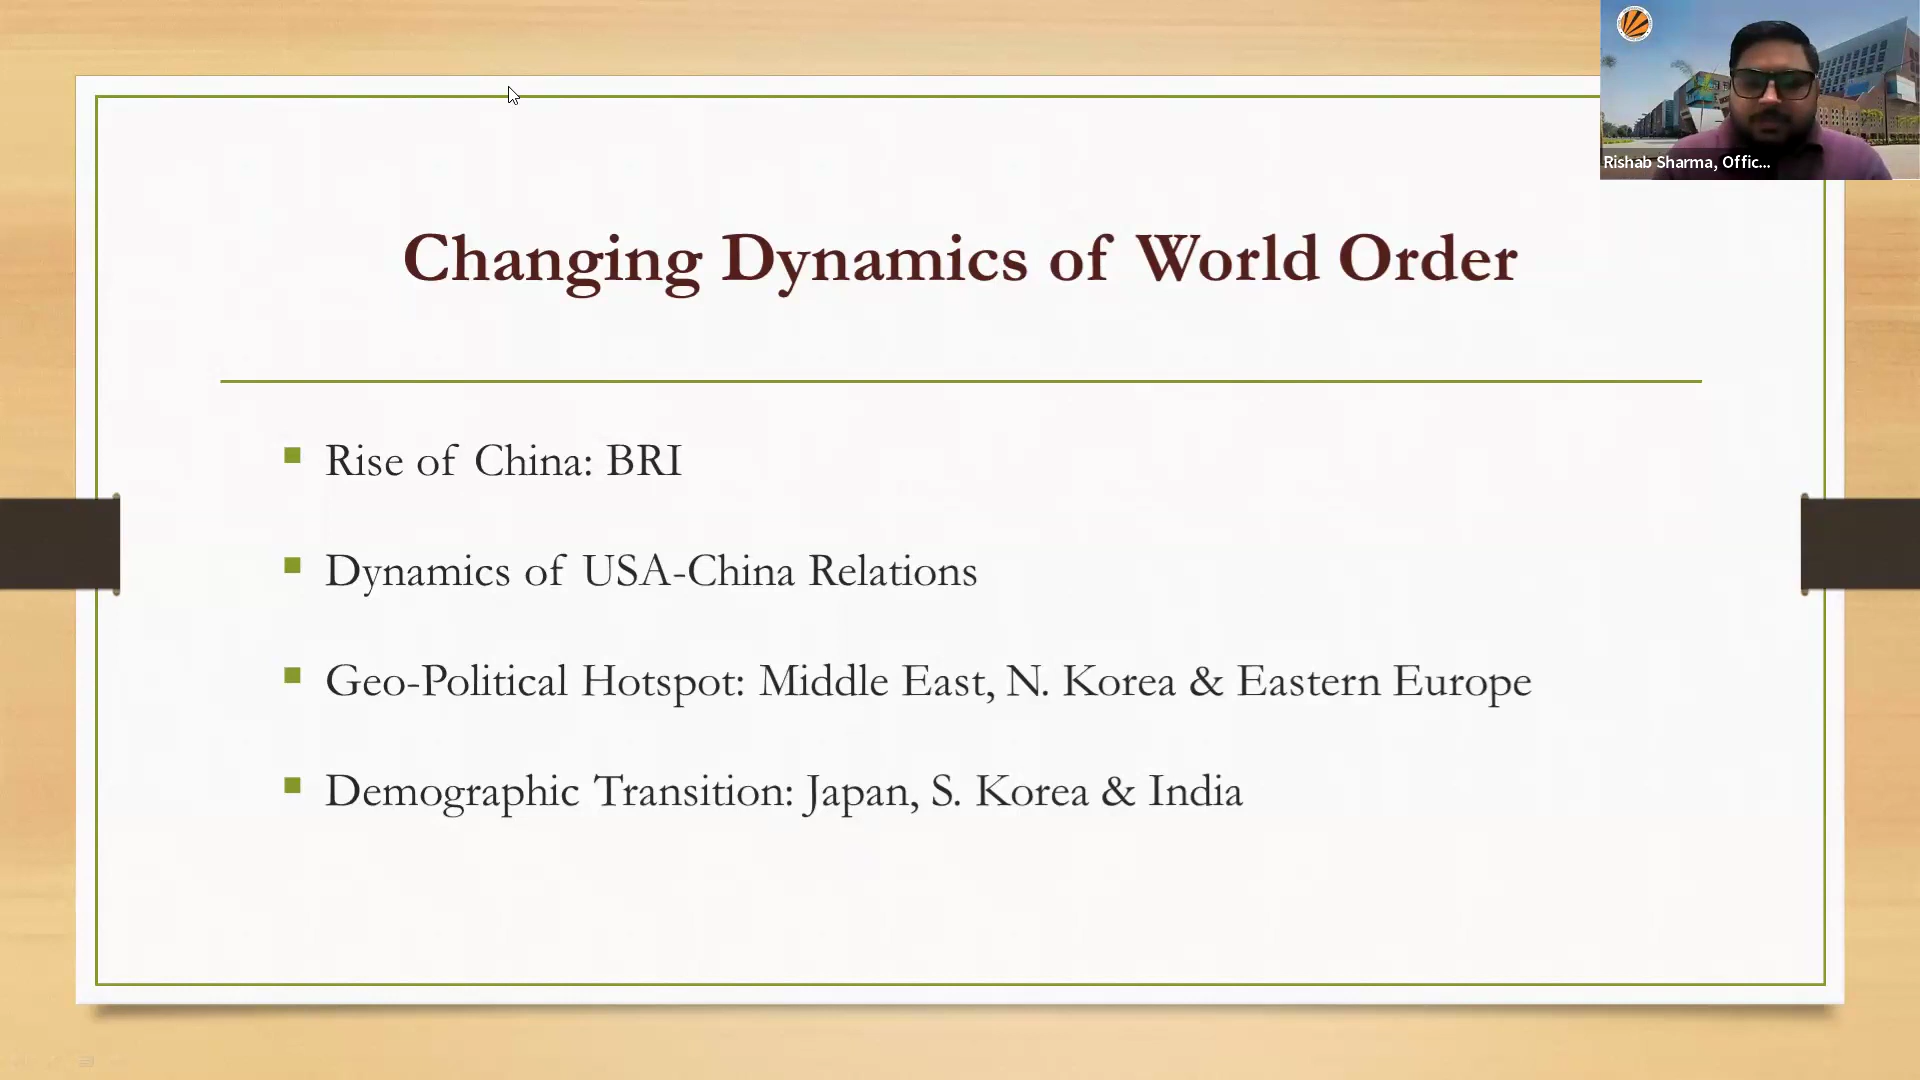 Rishab Sharma, Offic...
Changing Dynamics of World Order
Rise of China: BRI
Dynamics of USA-China Relations
Geo-Political Hotspot: Middle East, N. Korea & Eastern Europe
Demographic Transition: Japan, S. Korea & India